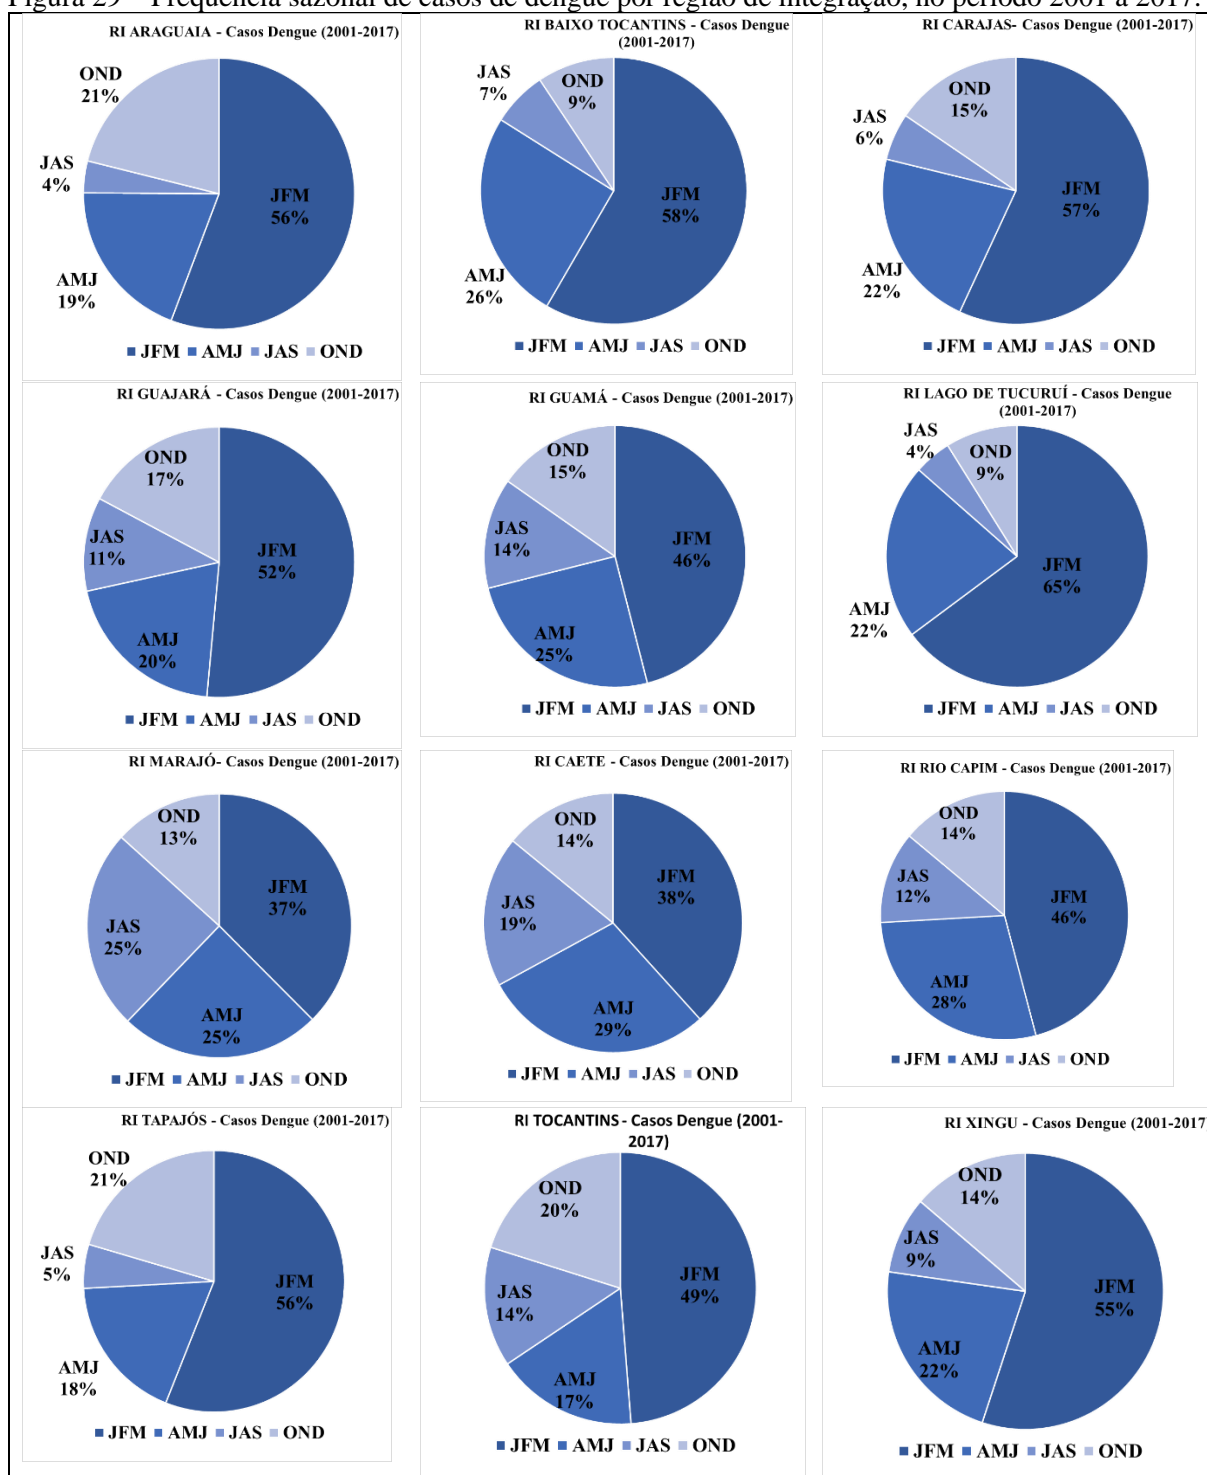 Figura 29 – Frequência sazonal de casos de dengue por região de integração, no período 2001 a 2017.
RI ARAGUAIA - Casos Dengue (2001-2017)
OND
21%
JAS
4%
JFM
56%
AMJ
19%
JFM AMJ JAS OND
RI BAIXO TOCANTINS - Casos Dengue
(2001-2017)
JAS
7%
OND
9%
JFM
58%
AMJ
26%
JFM AMJ JAS OND
RI CARAJAS- Casos Dengue (2001-2017)
OND
15%
JAS
6%
JFM
57%
AMJ
22%
JFM AMJ JAS OND
RI GUAJARÁ - Casos Dengue (2001-2017)
OND
17%
JAS
11%
JFM
52%
AMJ
20%
JFM AMJ JAS OND
RI GUAMÁ - Casos Dengue (2001-2017)
OND
15%
JAS
14%
JFM
46%
AMJ
25%
JFM AMJ JAS OND
RI LAGO DE TUCURUÍ - Casos Dengue
(2001-2017)
JAS
4%
OND
9%
JFM
65%
AMJ
22%
JFM AMJ JAS OND
RI MARAJÓ- Casos Dengue (2001-2017)
OND
13%
JFM
37%
JAS
25%
AMJ
25%
JFM AMJ JAS OND
RI CAETE - Casos Dengue (2001-2017)
OND
14%
JFM
38%
JAS
19%
AMJ
29%
JFM AMJ JAS OND
RI RIO CAPIM - Casos Dengue (2001-2017)
OND
14%
JAS
12%
JFM
46%
AMJ
28%
JFM AMJ JAS OND
RI TAPAJÓS - Casos Dengue (2001-2017)
OND
21%
JAS
5%
JFM
56%
AMJ
18%
JFM AMJ JAS OND
RI TOCANTINS - Casos Dengue (2001-
2017)
OND
20%
JFM
49%
JAS
14%
AMJ
17%
JFM AMJ JAS OND
RI XINGU - Casos Dengue (2001-2017
OND
14%
JAS
9%
JFM
55%
AMJ
22%
JFM AMJ JAS OND